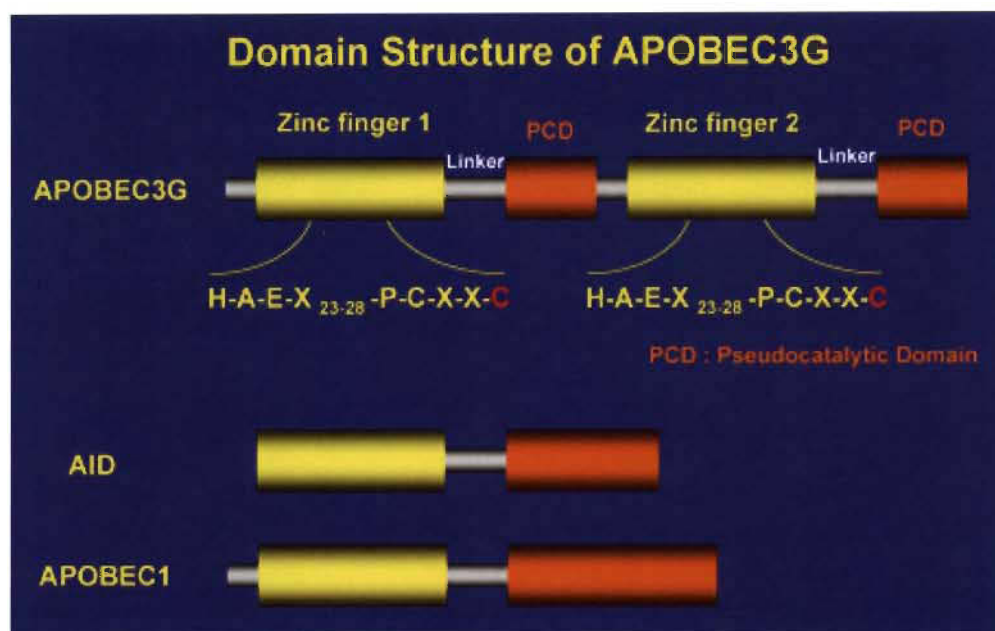 Domain Structure of APOBEC3G
Zinc finger 1 PCD Zinc finger 2 PCD
Linker Linker
APOBEC3G
H-A-E-X 23-28 -P-C-X-X-C H-A-E-X 23-28 -P-C-X-X-C
PCD : Pseudocatalytic Domain
AID
APOBEC1